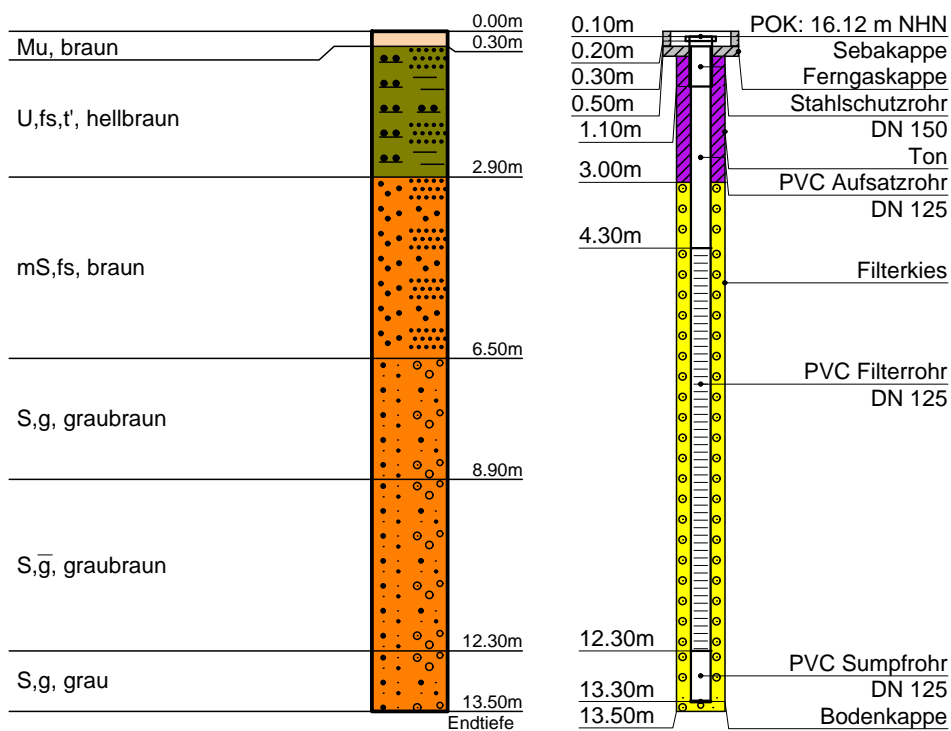 0.00m
Mu, braun
0.30m
U,fs,t', hellbraun
2.90m
mS,fs, braun
6.50m
S,g, graubraun
8.90m
S,g̅, graubraun
12.30m
S,g, grau
13.50m
Endtiefe
0.10m
POK: 16.12 m NHN
0.20m
Sebakappe
0.30m
Ferngaskappe
0.50m
Stahlschutzrohr
DN 150
1.10m
Ton
3.00m
PVC Aufsatzrohr
DN 125
4.30m
Filterkies
PVC Filterrohr
DN 125
12.30m
PVC Sumpfrohr
DN 125
13.30m
13.50m
Bodenkappe